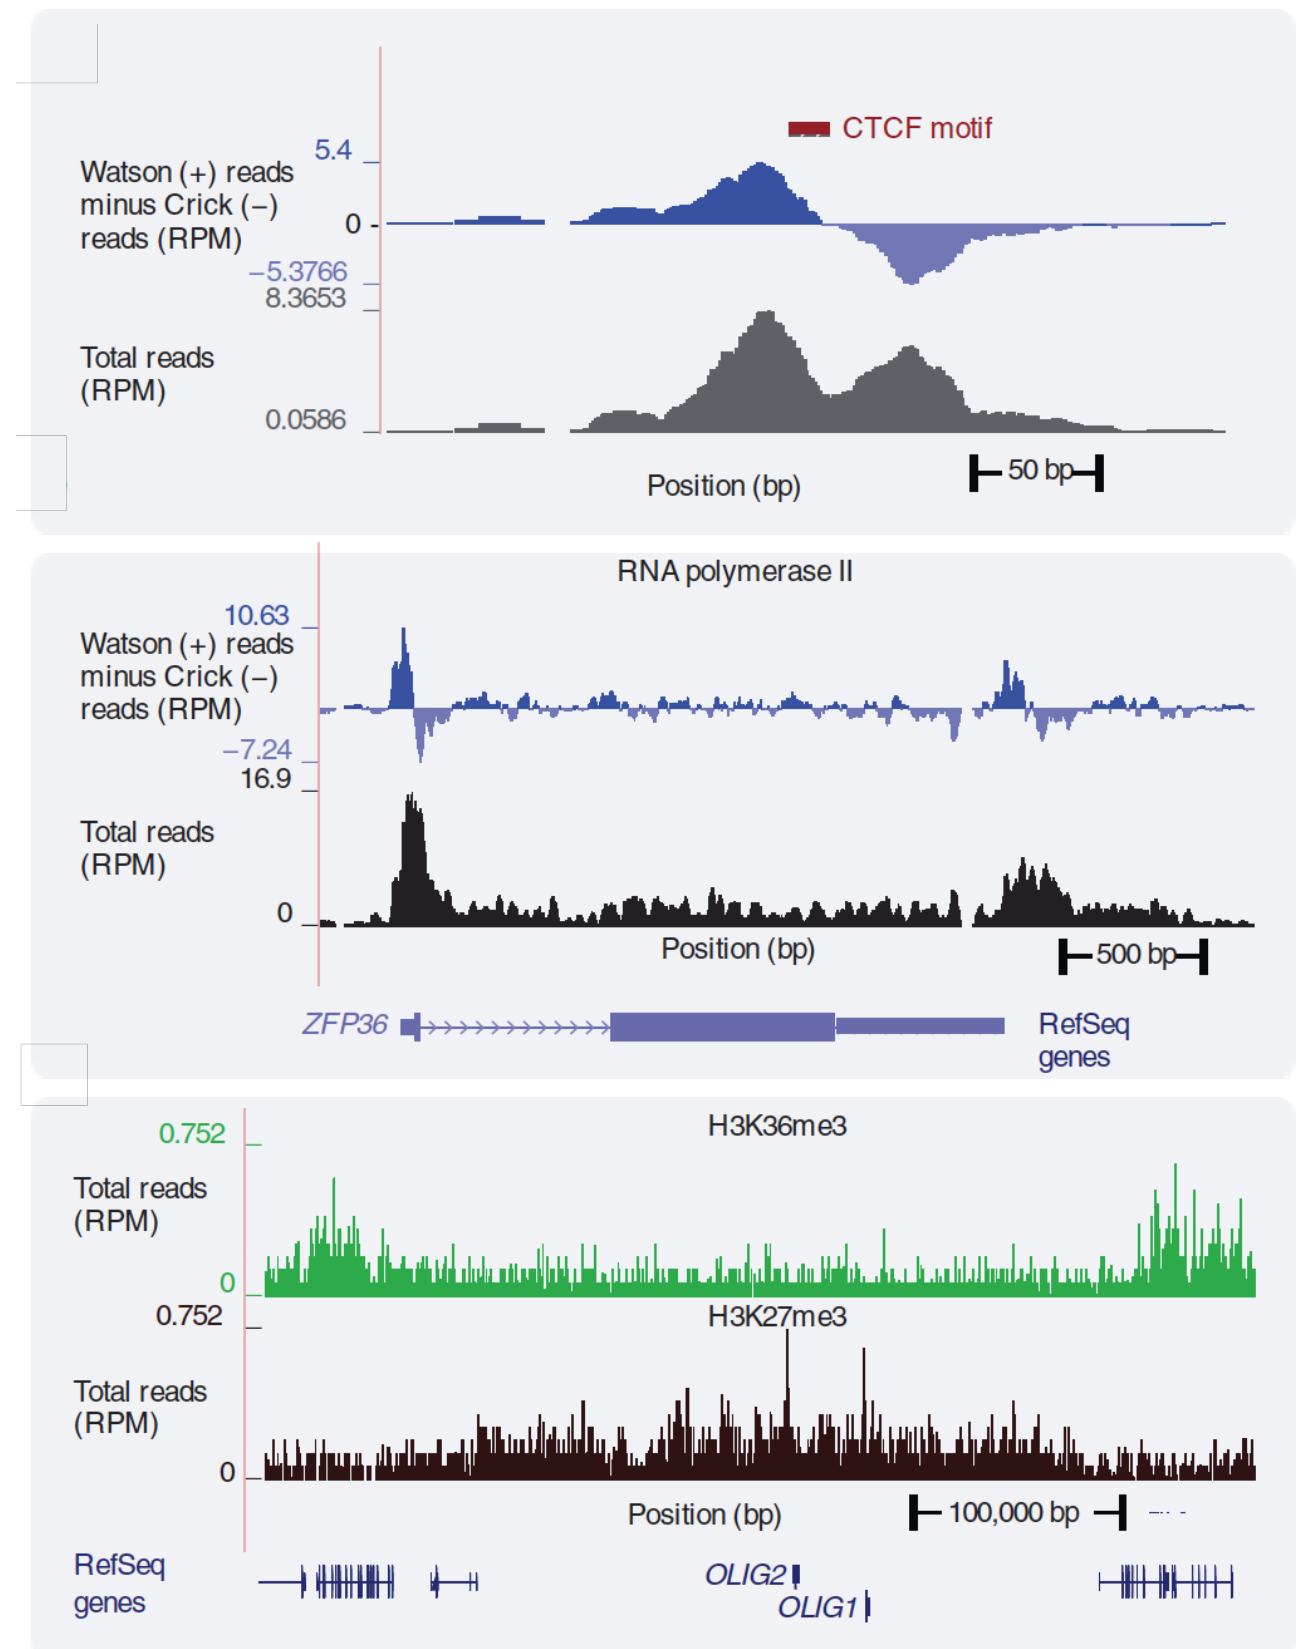 CTCF motif
5.4
Watson (+) reads
minus Crick (−)
reads (RPM)
0
−5.3766
8.3653
Total reads
(RPM)
0.0586
50 bp
Position (bp)
RNA polymerase II
10.63
Watson (+) reads
minus Crick (−)
reads (RPM)
−7.24
16.9
Total reads
(RPM)
0
Position (bp)
500 bp
ZFP36
RefSeq
genes
H3K36me3
0.752
Total reads
(RPM)
0
H3K27me3
0.752
Total reads
(RPM)
0
Position (bp)
100,000 bp
RefSeq
genes
OLIG2
OLIG1